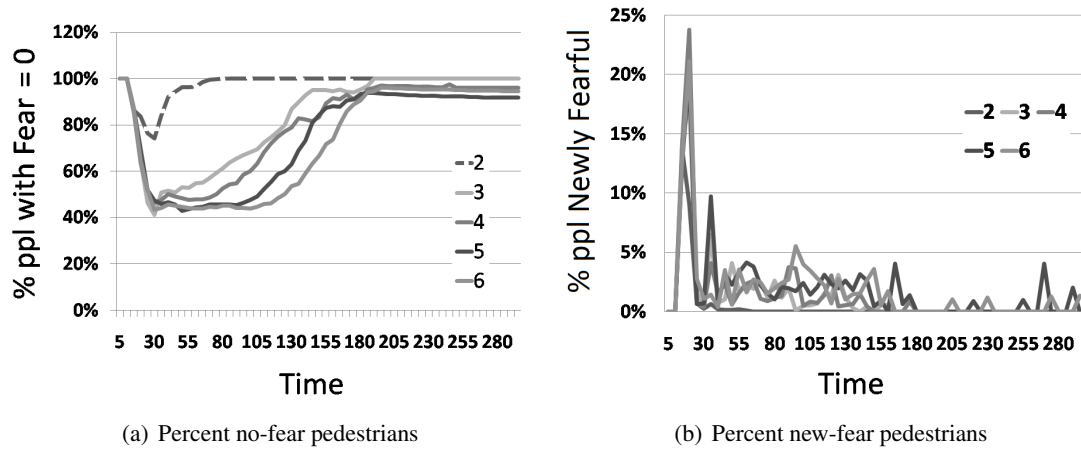 120%
100%
80%
60%
40%
20%
0%
% ppl with Fear = 0
2
3
4
5
6
5 30 55 80 105 130 155 180 205 230 255 280
Time
(a) Percent no-fear pedestrians
25%
20%
15%
10%
5%
0%
% ppl Newly Fearful
2 3 4
5 6
5 30 55 80 105 130 155 180 205 230 255 280
Time
(b) Percent new-fear pedestrians